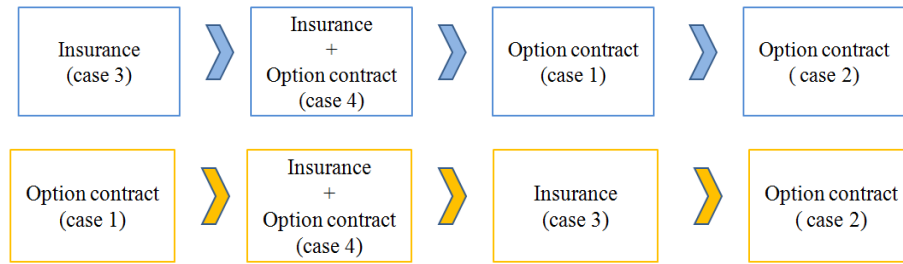 Insurance
(case 3)
Insurance
+
Option contract
(case 4)
Option contract
(case 1)
Option contract
( case 2)
Option contract
(case 1)
Insurance
+
Option contract
(case 4)
Insurance
(case 3)
Option contract
( case 2)